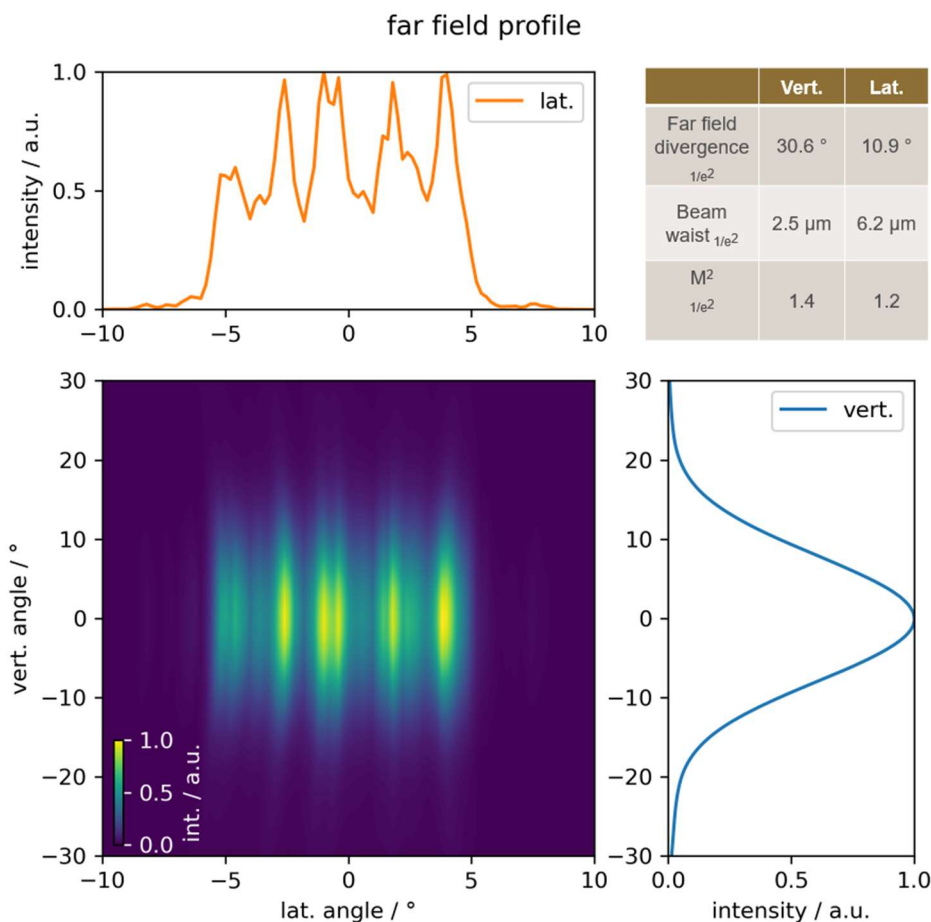 far field profile
intensity / a.u.
1.0
0.5
0.0
−10
−5
0
5
10
lat.
Vert.
Lat.
Far field
divergence
1/e2
30.6 °
10.9 °
Beam
waist 1/e2
2.5 µm
6.2 µm
M2
1/e2
1.4
1.2
vert. angle / °
30
20
10
0
−10
−20
−30
1.0
0.5
0.0
int. / a.u.
−10
−5
0
5
10
lat. angle / °
vert.
30
20
10
0
−10
−20
−30
0.0
0.5
1.0
intensity / a.u.